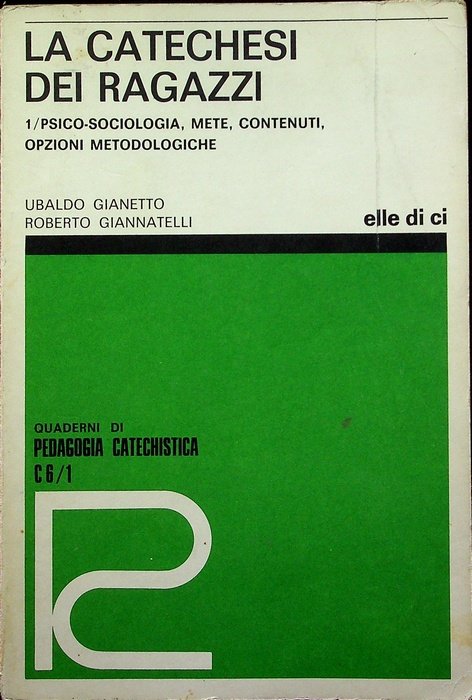 LA CATECHESI
DEI RAGAZZI
1/PSICO-SOCIOLOGIA, METE, CONTENUTI,
OPZIONI METODOLOGICHE
UBALDO GIANETTO
ROBERTO GIANNATELLI
elle di ci
QUADERNI DI
PEDAGOGIA CATECHISTICA
C6/1